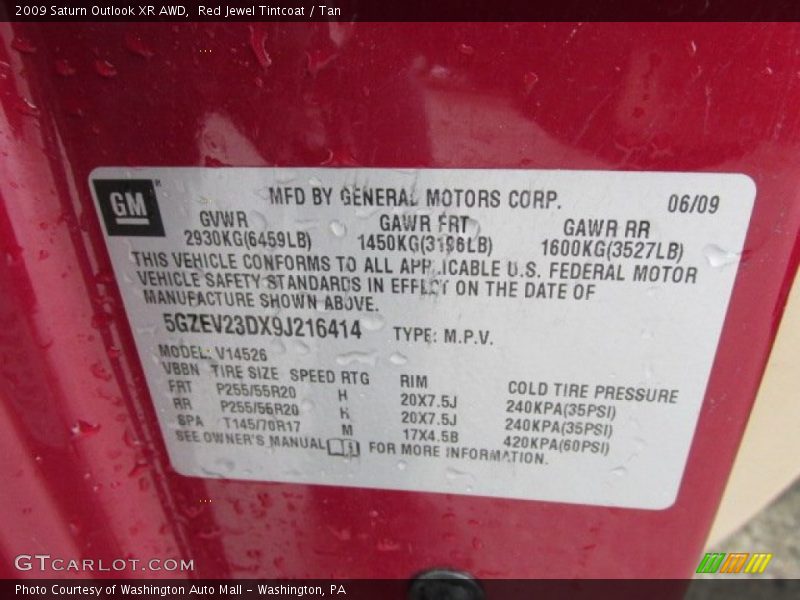 2009 Saturn Outlook XR AWD, Red Jewel Tintcoat / Tan
GM
MFD BY GENERAL MOTORS CORP. 06/09
GVWR GAWR FRT GAWR RR
2930KG(6459LB) 1450KG(3196LB) 1600KG(3527LB)
THIS VEHICLE CONFORMS TO ALL APPLICABLE U.S. FEDERAL MOTOR
VEHICLE SAFETY STANDARDS IN EFFECT ON THE DATE OF
MANUFACTURE SHOWN ABOVE.
5GZEV23DX9J216414 TYPE: M.P.V.
MODEL: V14526
VBBN TIRE SIZE SPEED RTG RIM COLD TIRE PRESSURE
FRT P255/55R20 H 20X7.5J 240KPA(35PSI)
RR P255/55R20 H 20X7.5J 240KPA(35PSI)
SPA T145/70R17 M 17X4.5B 420KPA(60PSI)
SEE OWNER'S MANUAL FOR MORE INFORMATION.
GTCARLOT.COM
Photo Courtesy of Washington Auto Mall - Washington, PA